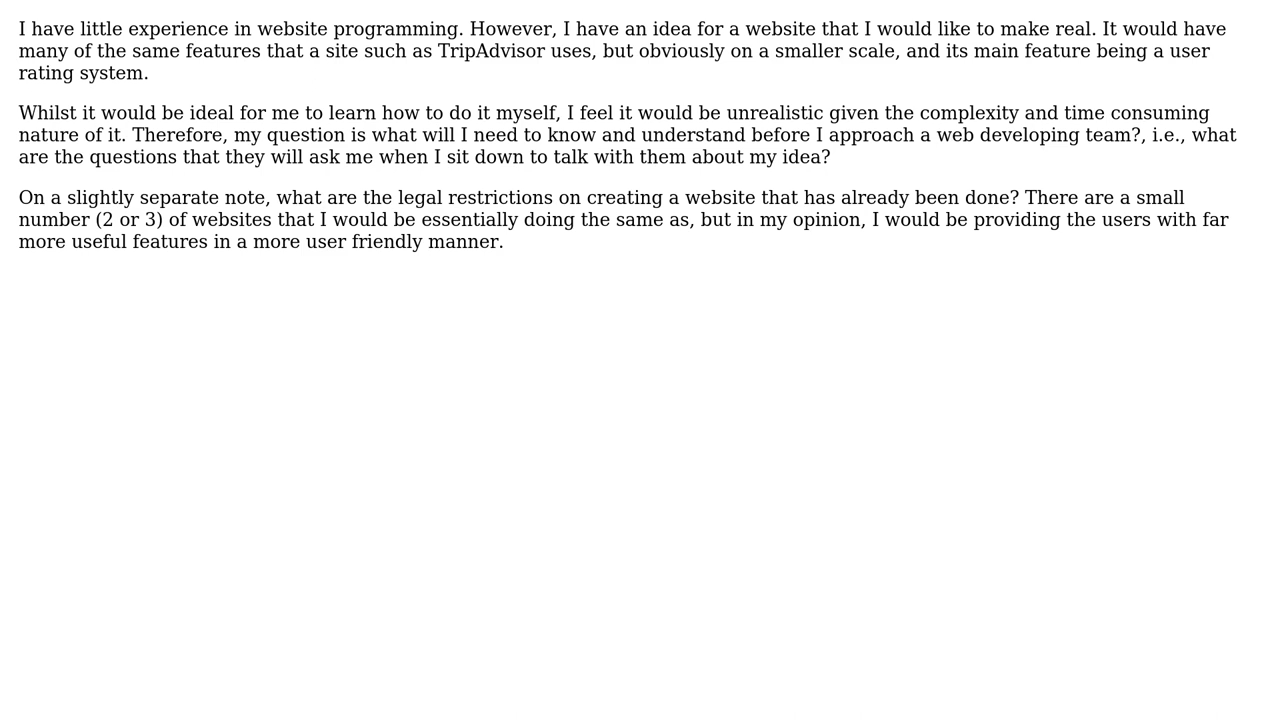 I have little experience in website programming. However, I have an idea for a website that I would like to make real. It would have
many of the same features that a site such as TripAdvisor uses, but obviously on a smaller scale, and its main feature being a user
rating system.
Whilst it would be ideal for me to learn how to do it myself, I feel it would be unrealistic given the complexity and time consuming
nature of it. Therefore, my question is what will I need to know and understand before I approach a web developing team?, i.e., what
are the questions that they will ask me when I sit down to talk with them about my idea?
On a slightly separate note, what are the legal restrictions on creating a website that has already been done? There are a small
number (2 or 3) of websites that I would be essentially doing the same as, but in my opinion, I would be providing the users with far
more useful features in a more user friendly manner.